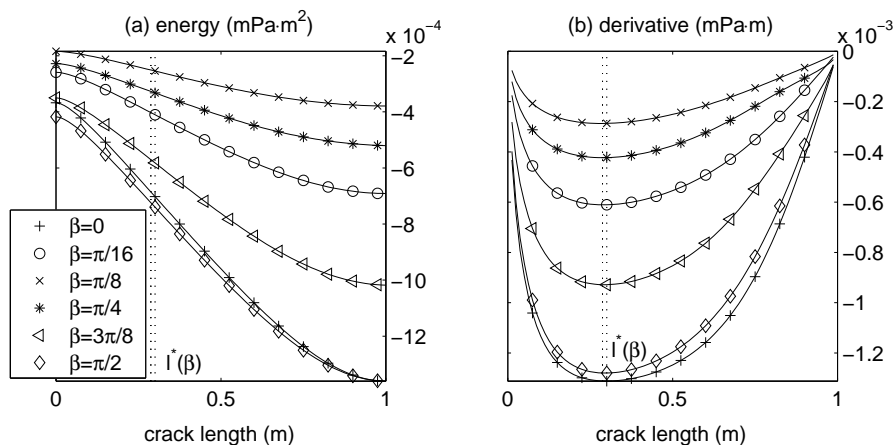 (a) energy (mPa·m²)
x 10⁻⁴
−2
−4
−6
−8
−10
−12
β=0
β=π/16
β=π/8
β=π/4
β=3π/8
β=π/2
l*(β)
0
0.5
1
crack length (m)
(b) derivative (mPa·m)
x 10⁻³
0
−0.2
−0.4
−0.6
−0.8
−1
−1.2
l*(β)
0
0.5
1
crack length (m)